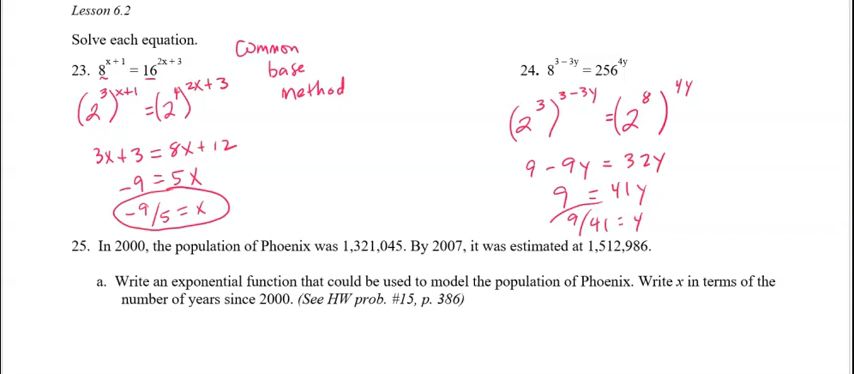 Lesson 6.2
Solve each equation.
Common
base
method
23. 8^{x + 1} = 16^{2x + 3}
(2^3)^{x+1} = (2^4)^{2x+3}
3x + 3 = 8x + 12
-9 = 5x
-9/5 = x
24. 8^{3 – 3y} = 256^{4y}
(2^3)^{3-3y} = (2^8)^{4y}
9 - 9y = 32y
9 = 41y
9/41 = y
25. In 2000, the population of Phoenix was 1,321,045. By 2007, it was estimated at 1,512,986.
a. Write an exponential function that could be used to model the population of Phoenix. Write x in terms of the
number of years since 2000. (See HW prob. #15, p. 386)